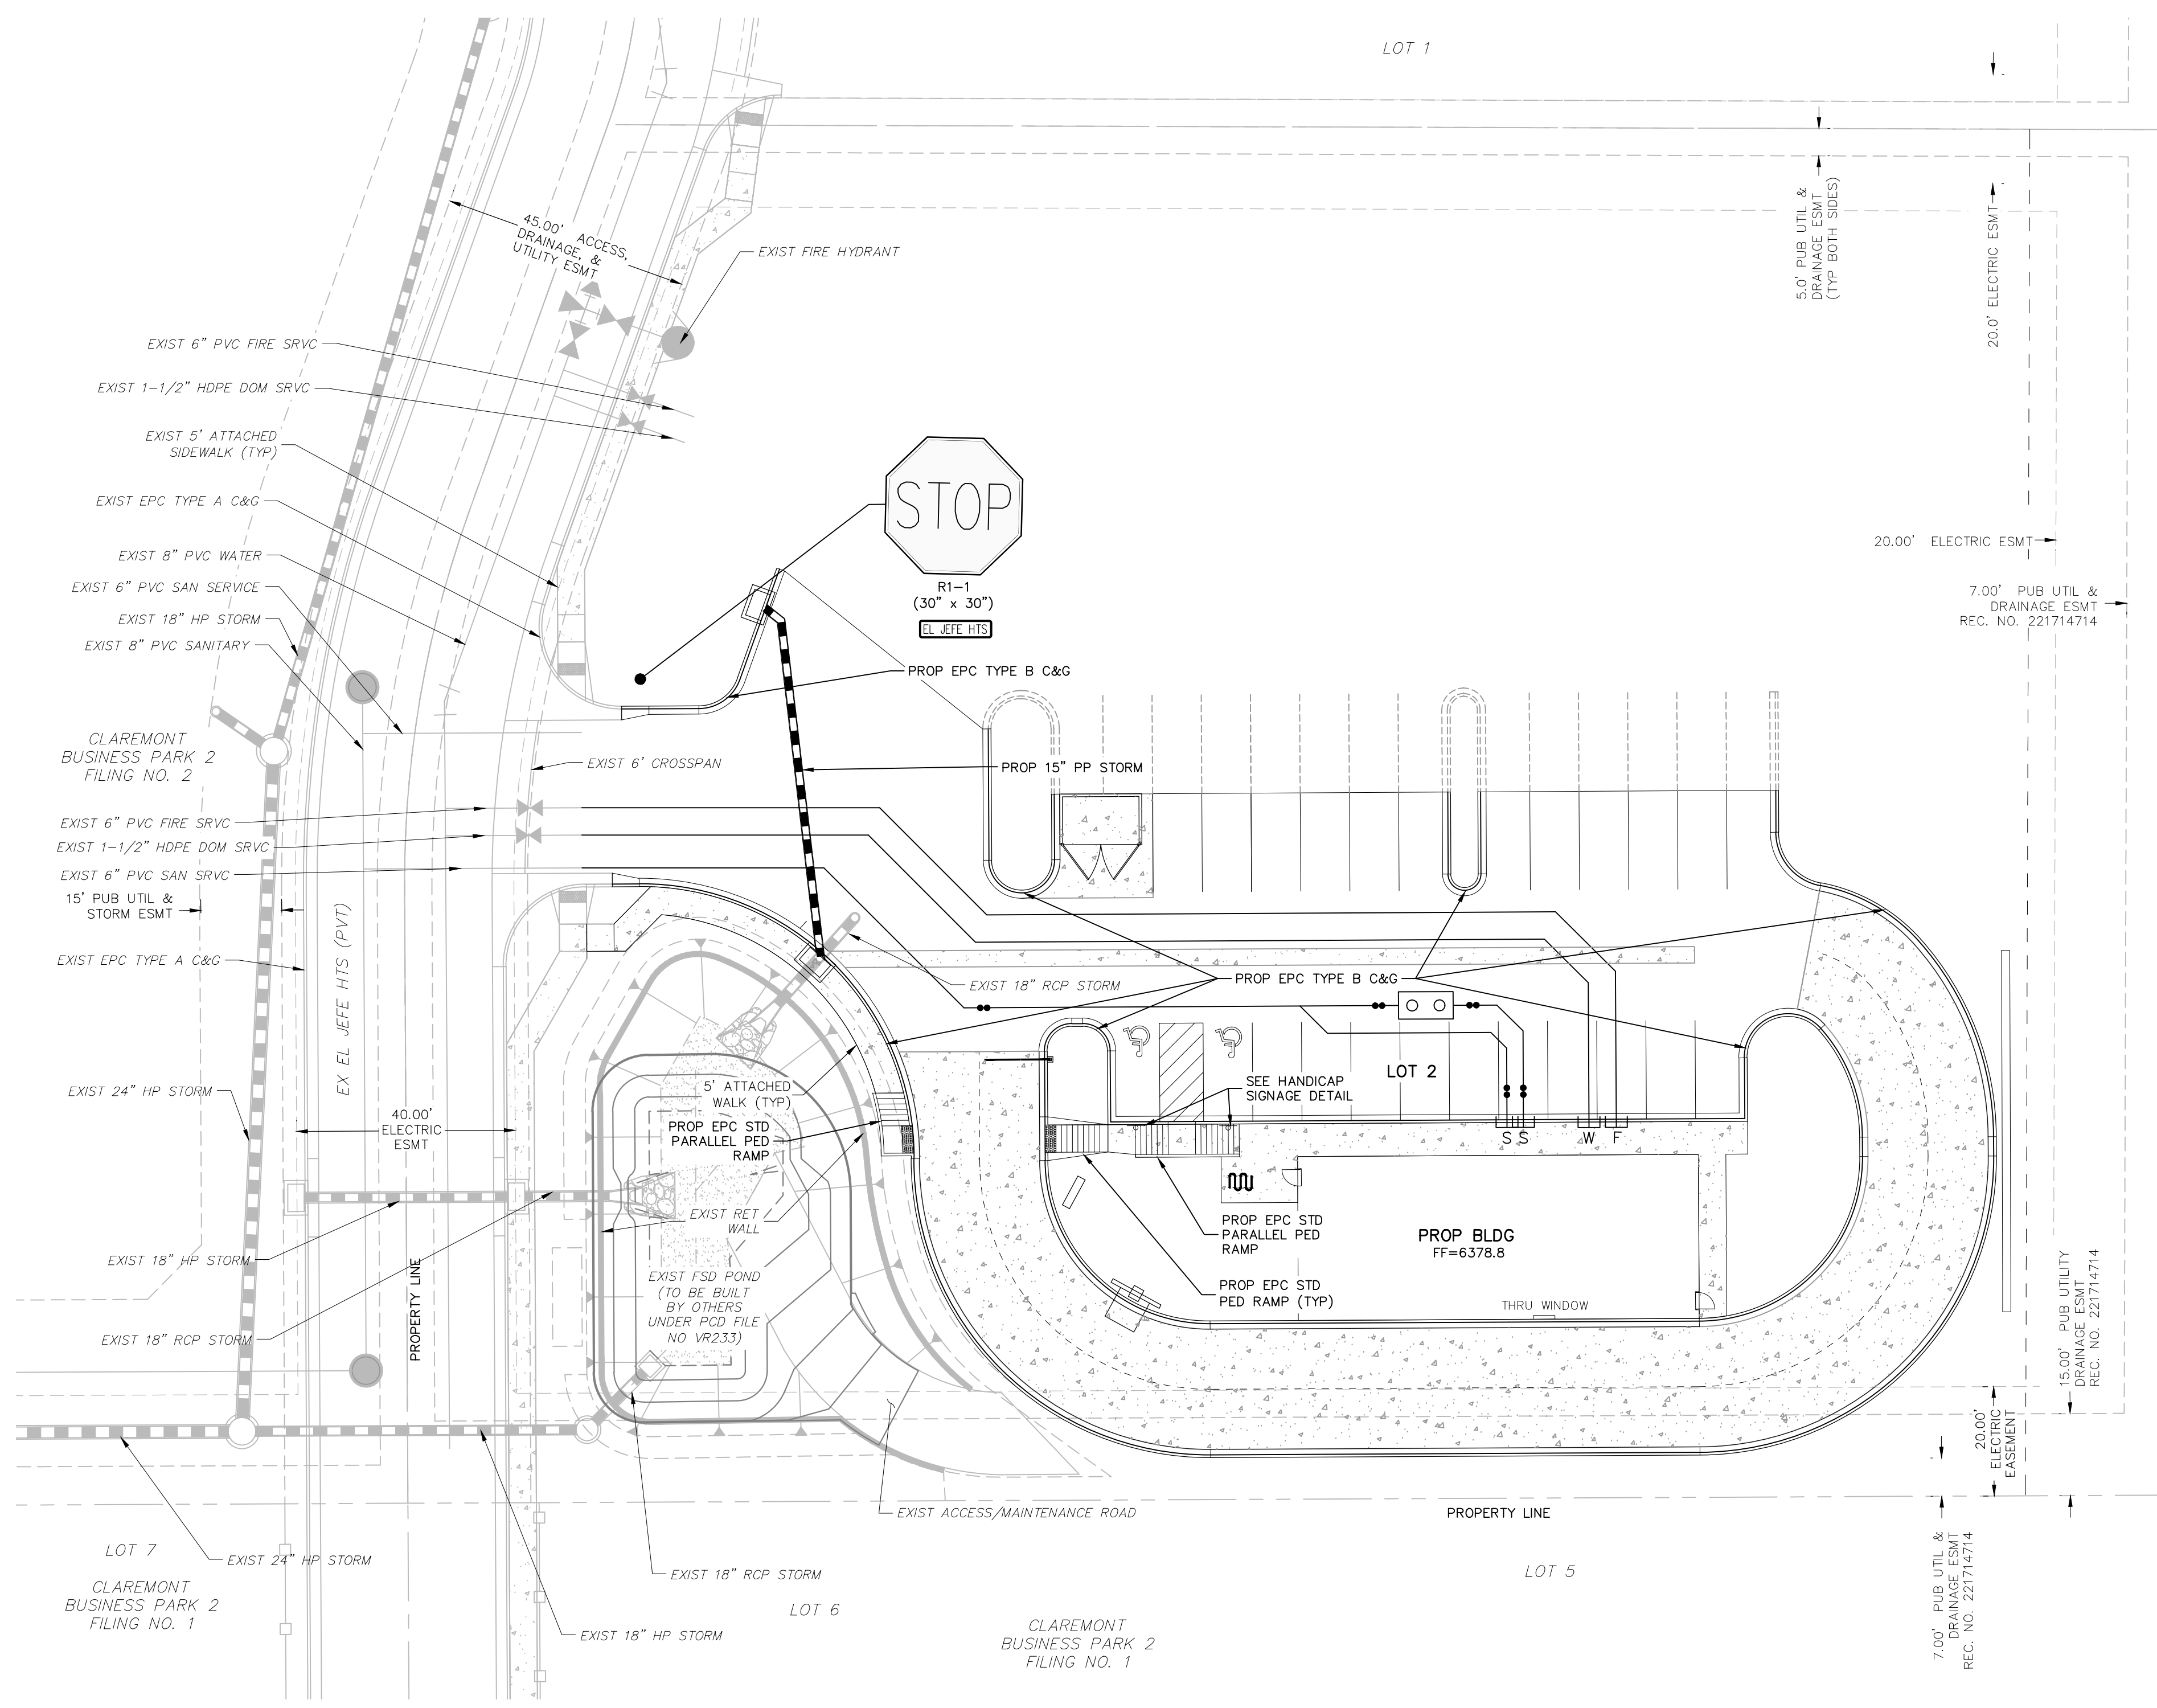 LOT 1
45.00' ACCESS,
DRAINAGE, &
UTILITY ESMT
EXIST FIRE HYDRANT
5.0' PUB UTIL &
DRAINAGE ESMT
(TYP BOTH SIDES)
20.0' ELECTRIC ESMT
EXIST 6" PVC FIRE SRVC
EXIST 1-1/2" HDPE DOM SRVC
EXIST 5' ATTACHED
SIDEWALK (TYP)
EXIST EPC TYPE A C&G
EXIST 8" PVC WATER
EXIST 6" PVC SAN SERVICE
EXIST 18" HP STORM
EXIST 8" PVC SANITARY
STOP
R1-1
(30" x 30")
EL JEFE HTS
20.00' ELECTRIC ESMT
7.00' PUB UTIL &
DRAINAGE ESMT
REC. NO. 221714714
PROP EPC TYPE B C&G
CLAREMONT
BUSINESS PARK 2
FILING NO. 2
EXIST 6' CROSSPAN
PROP 15" PP STORM
EXIST 6" PVC FIRE SRVC
EXIST 1-1/2" HDPE DOM SRVC
EXIST 6" PVC SAN SRVC
15' PUB UTIL &
STORM ESMT
EX EL JEFE HTS (PVT)
EXIST EPC TYPE A C&G
EXIST 18" RCP STORM
PROP EPC TYPE B C&G
EXIST 24" HP STORM
40.00'
ELECTRIC
ESMT
5' ATTACHED
WALK (TYP)
PROP EPC STD
PARALLEL PED
RAMP
SEE HANDICAP
SIGNAGE DETAIL
LOT 2
S
S
W
F
EXIST RET
WALL
PROP EPC STD
PARALLEL PED
RAMP
PROP BLDG
FF=6378.8
EXIST 18" HP STORM
PROPERTY LINE
EXIST FSD POND
(TO BE BUILT
BY OTHERS
UNDER PCD FILE
NO VR233)
PROP EPC STD
PED RAMP (TYP)
THRU WINDOW
EXIST 18" RCP STORM
15.00' PUB UTILITY
DRAINAGE ESMT
REC. NO. 221714714
20.00'
ELECTRIC
EASEMENT
EXIST ACCESS/MAINTENANCE ROAD
PROPERTY LINE
LOT 7
EXIST 24" HP STORM
CLAREMONT
BUSINESS PARK 2
FILING NO. 1
EXIST 18" RCP STORM
LOT 5
LOT 6
EXIST 18" HP STORM
CLAREMONT
BUSINESS PARK 2
FILING NO. 1
7.00' PUB UTIL &
DRAINAGE ESMT
REC. NO. 221714714